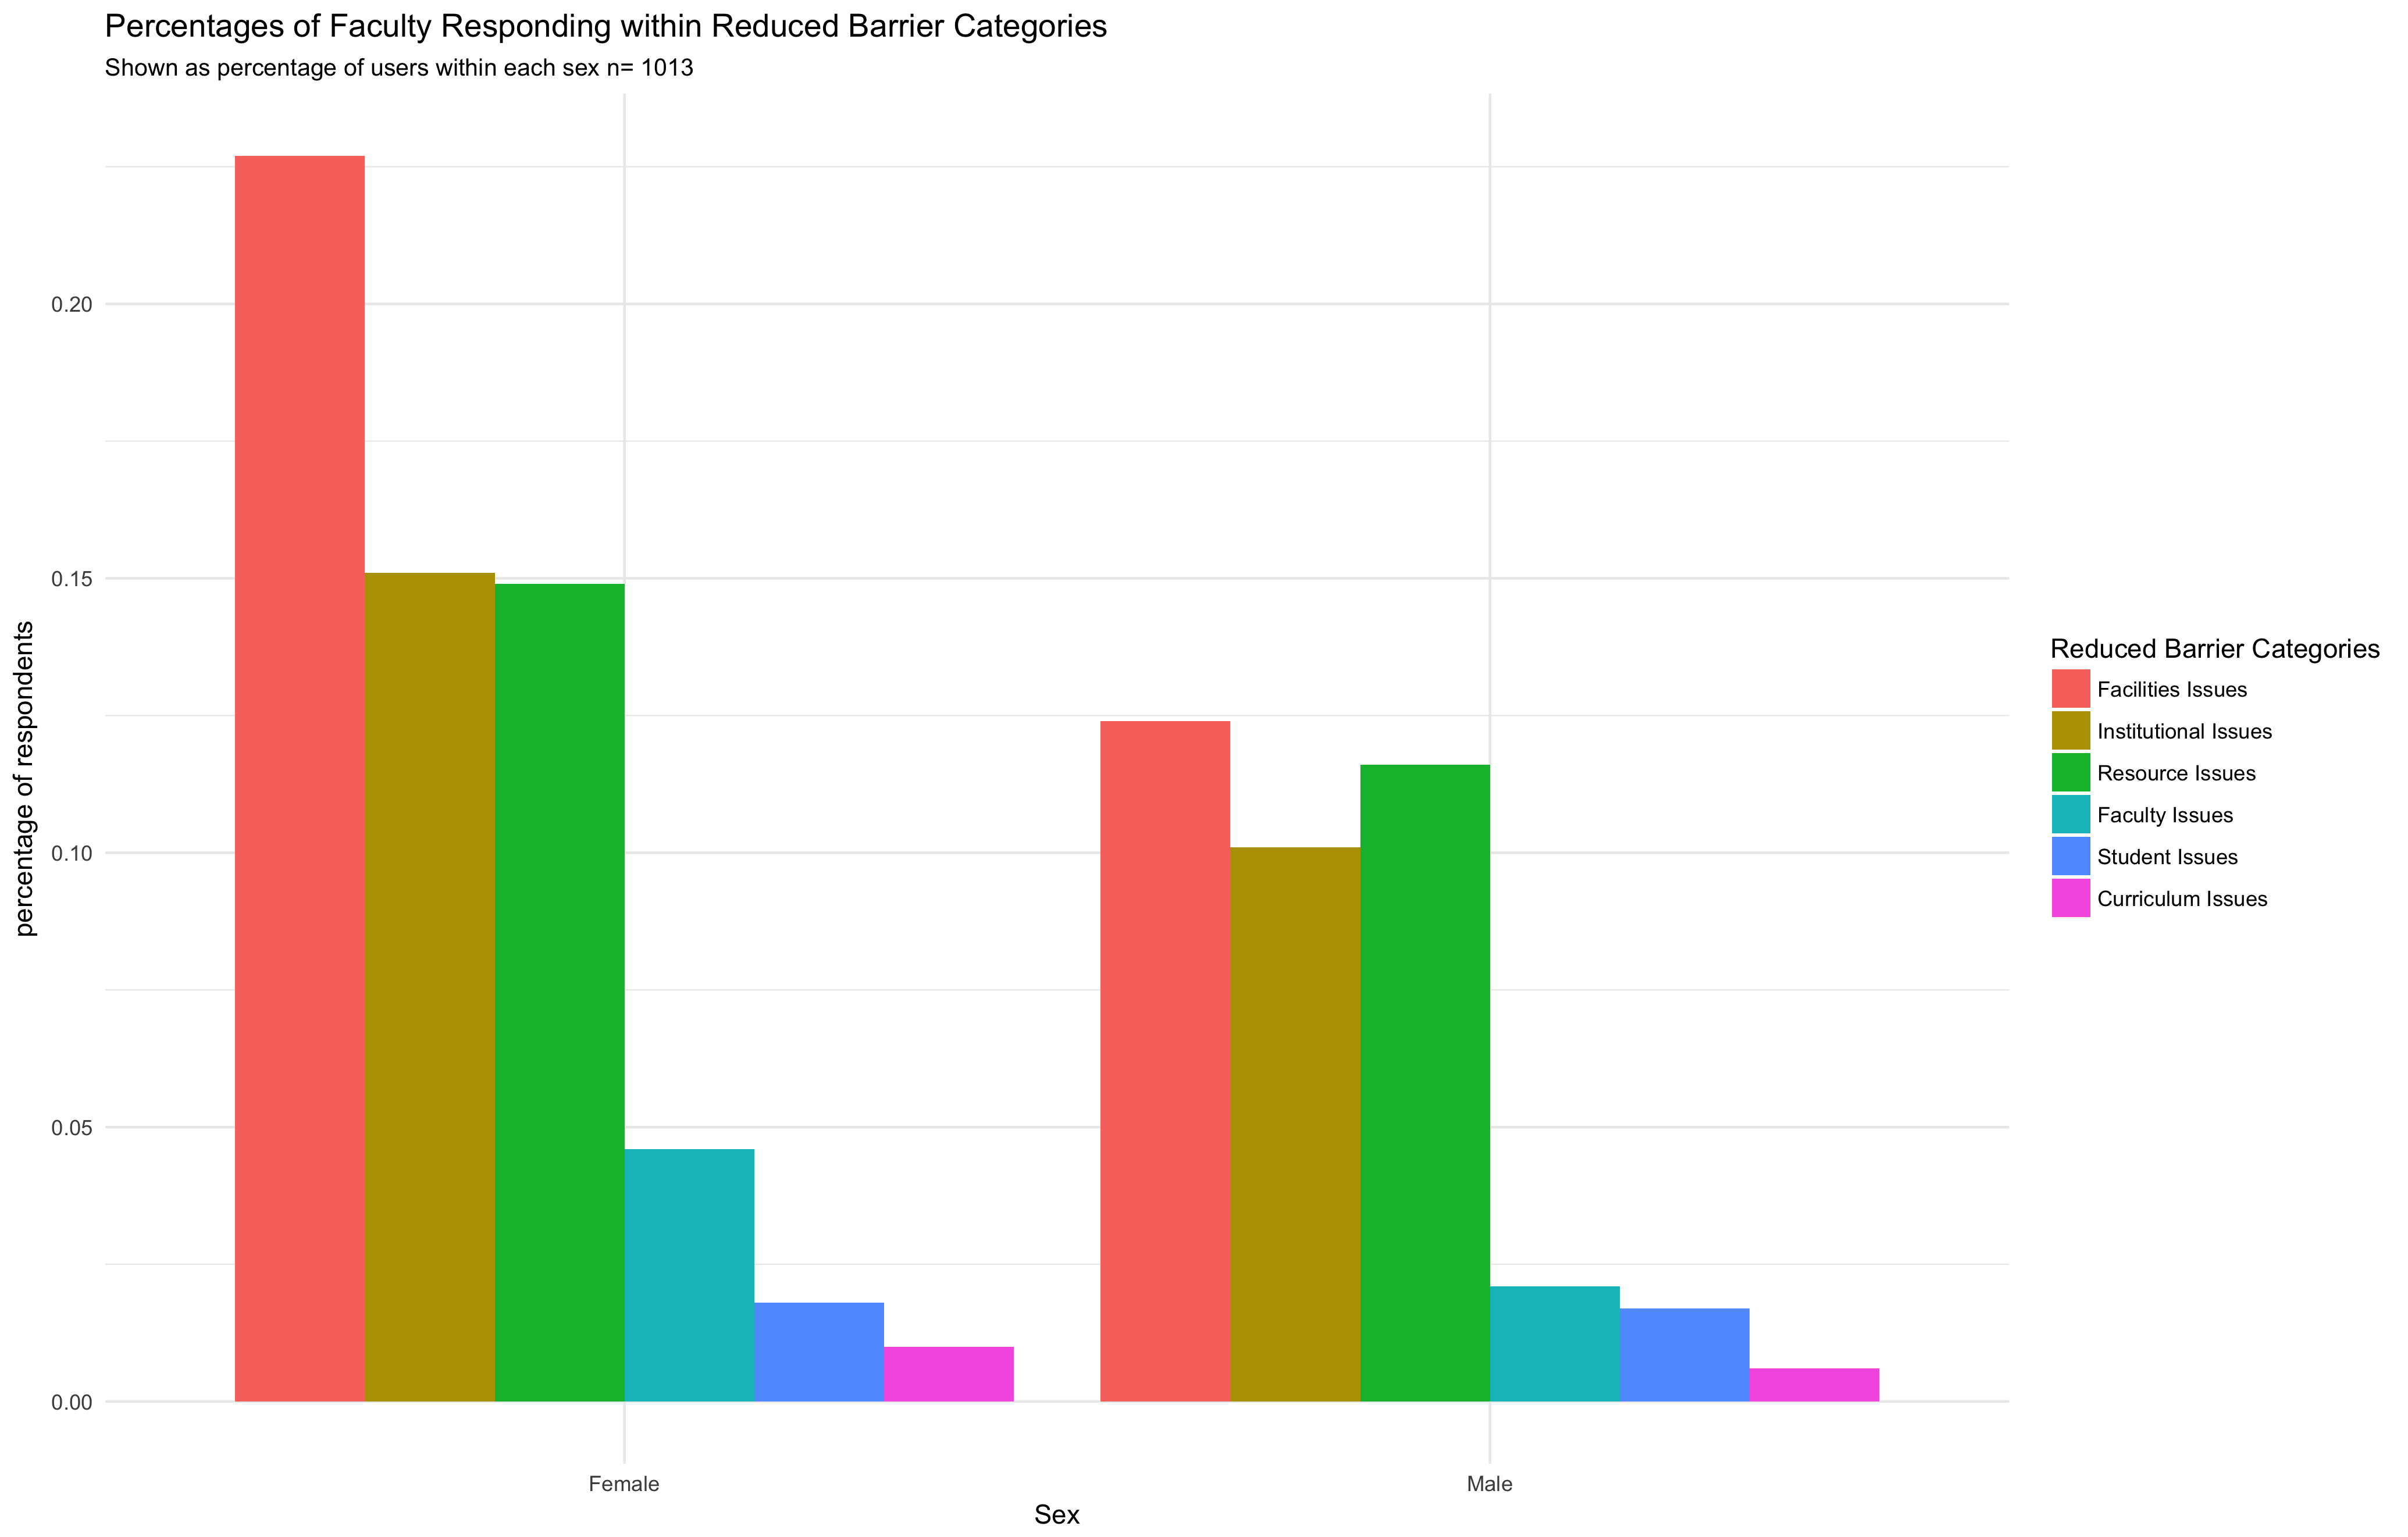 Percentages of Faculty Responding within Reduced Barrier Categories
Shown as percentage of users within each sex n= 1013
percentage of respondents
0.20
0.15
0.10
0.05
0.00
Female
Male
Sex
Reduced Barrier Categories
Facilities Issues
Institutional Issues
Resource Issues
Faculty Issues
Student Issues
Curriculum Issues